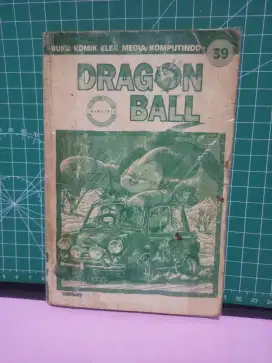 BUKU KOMIK ELEX MEDIA KOMPUTINDO
39
DRAGON
BALL